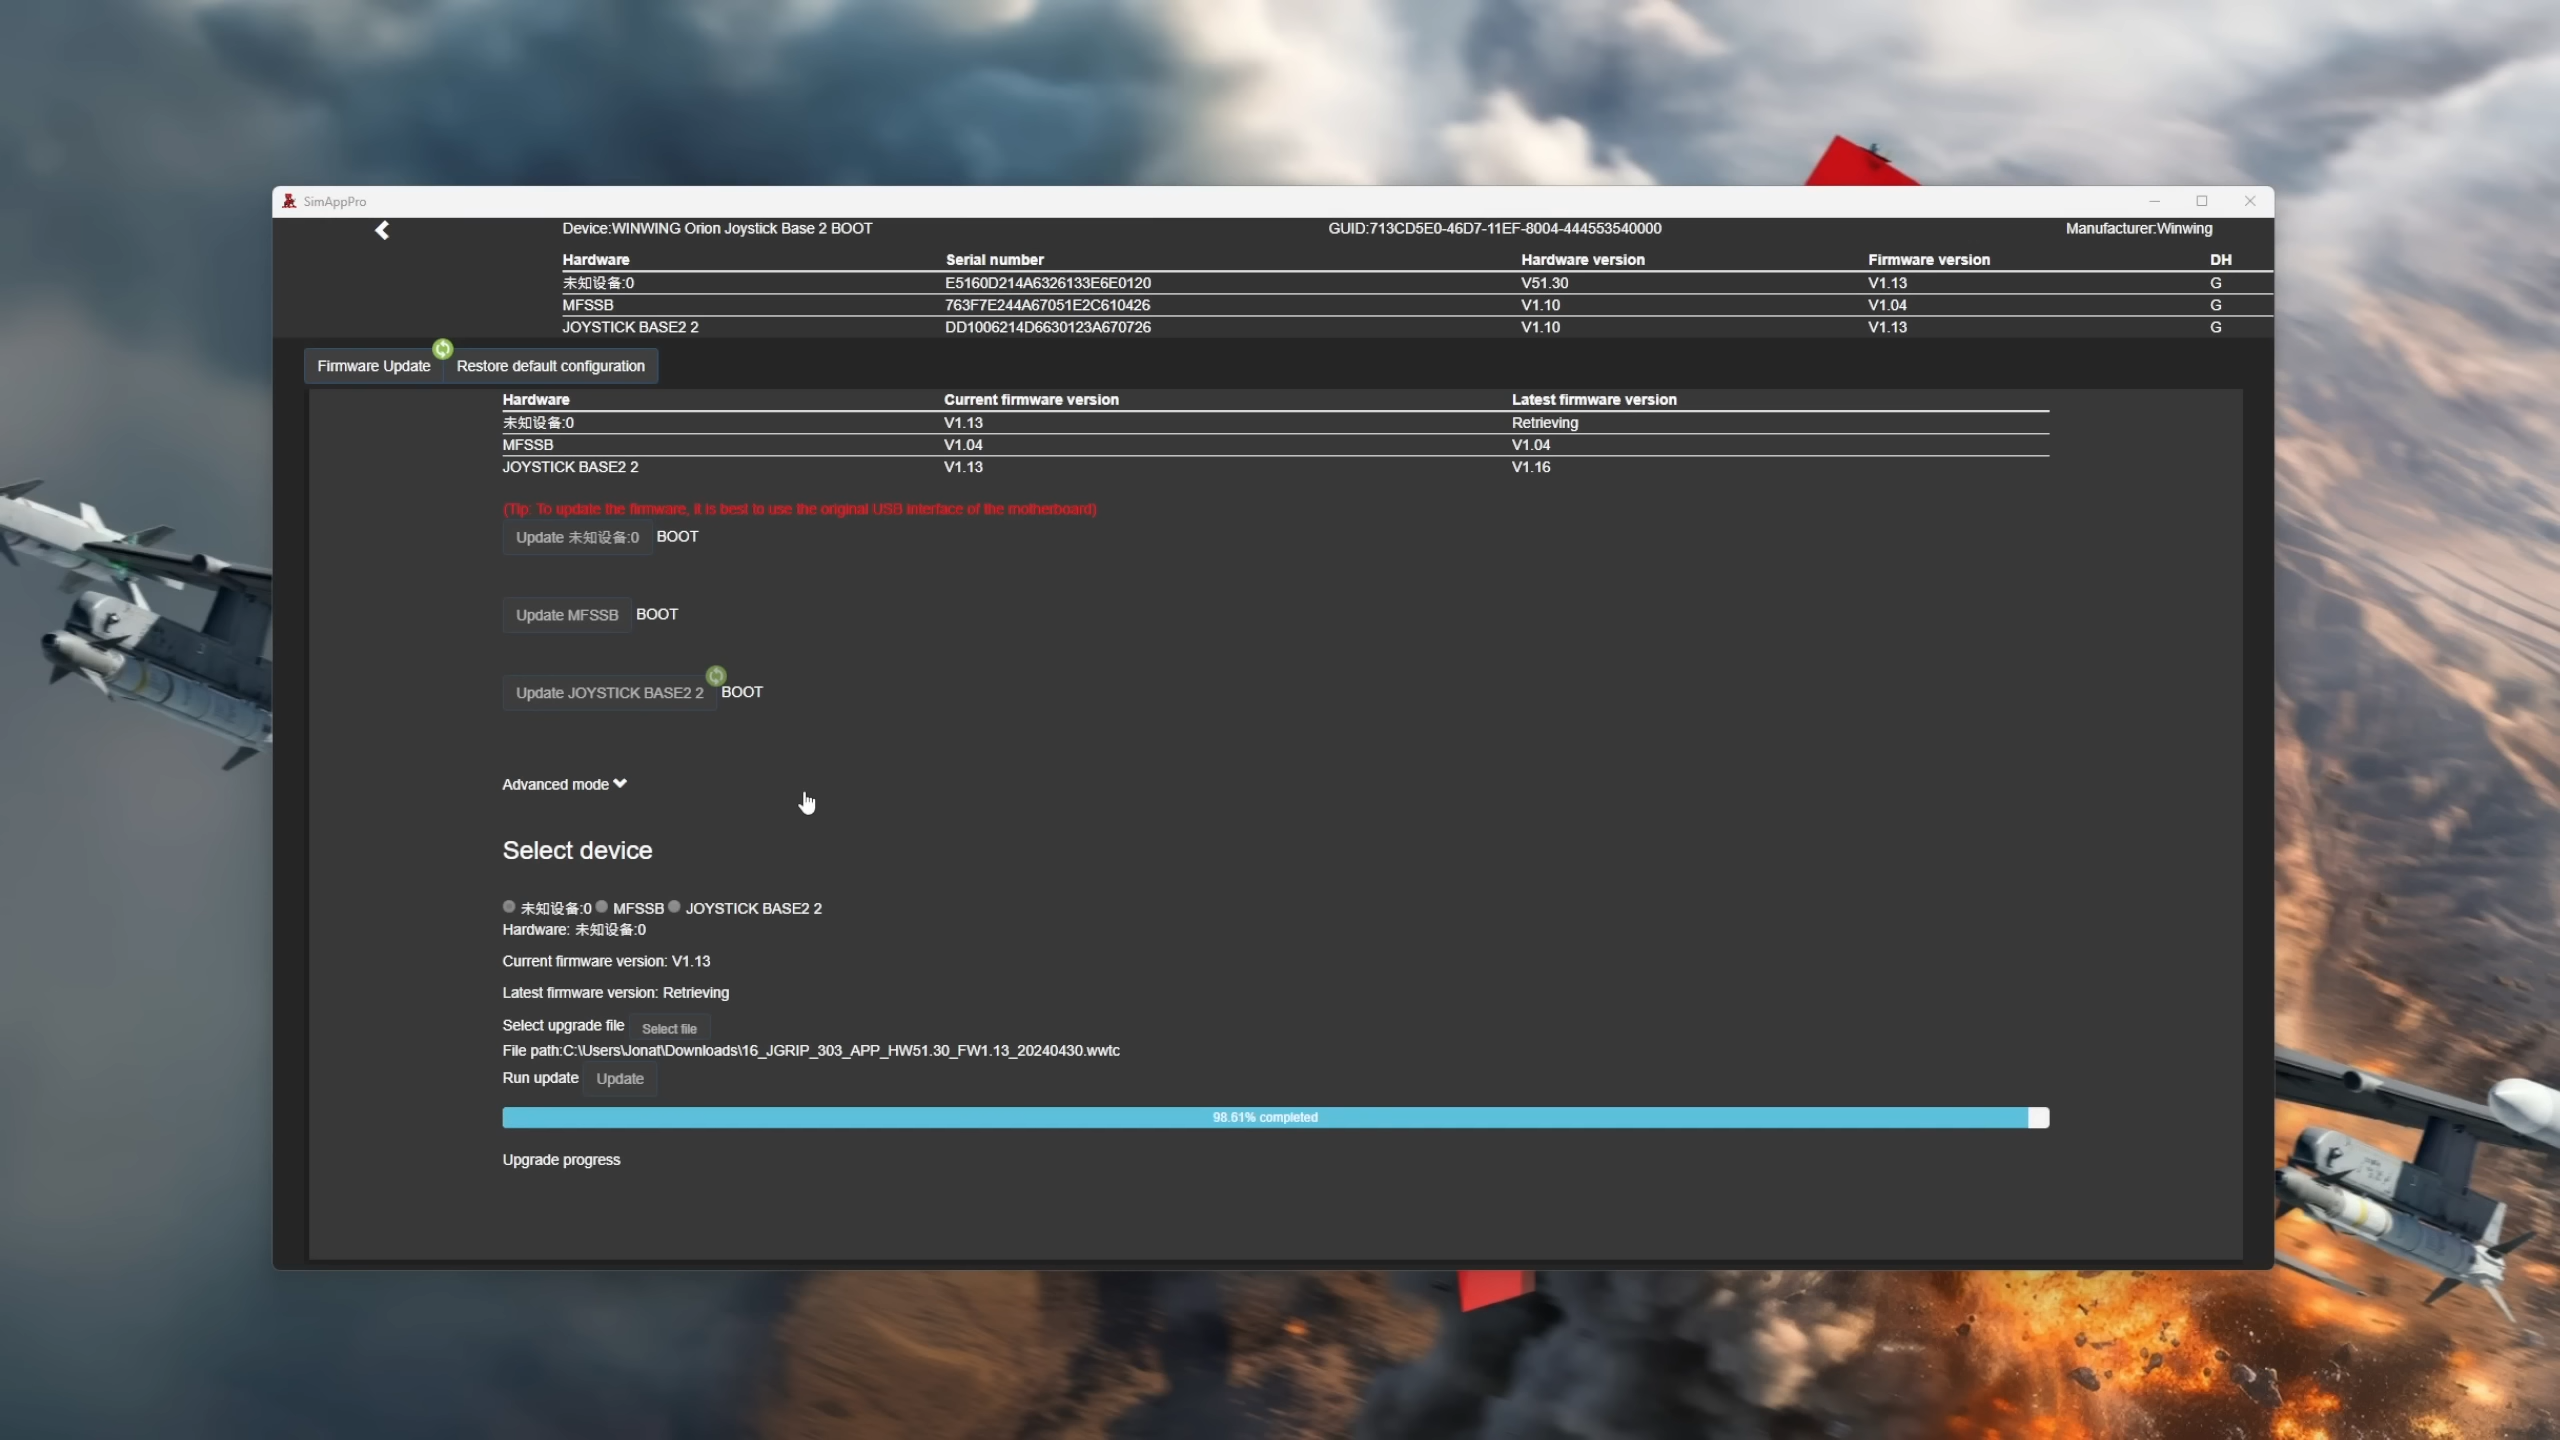 SimAppPro
Device:WINWING Orion Joystick Base 2 BOOT GUID:713CD5E0-46D7-11EF-8004-444553540000 Manufacturer:Winwing
Hardware Serial number Hardware version Firmware version DH
未知设备:0 E5160D214A6326133E6E0120 V51.30 V1.13 G
MFSSB 763F7E244A67051E2C610426 V1.10 V1.04 G
JOYSTICK BASE2 2 DD1006214D6630123A670726 V1.10 V1.13 G
Firmware Update Restore default configuration
Hardware Current firmware version Latest firmware version
未知设备:0 V1.13 Retrieving
MFSSB V1.04 V1.04
JOYSTICK BASE2 2 V1.13 V1.16
(Tip: To update the firmware, it is best to use the original USB interface of the motherboard)
Update 未知设备:0 BOOT
Update MFSSB BOOT
Update JOYSTICK BASE2 2 BOOT
Advanced mode
Select device
未知设备:0 MFSSB JOYSTICK BASE2 2
Hardware: 未知设备:0
Current firmware version: V1.13
Latest firmware version: Retrieving
Select upgrade file Select file
File path:C:\Users\Jonat\Downloads\16_JGRIP_303_APP_HW51.30_FW1.13_20240430.wwtc
Run update Update
98.61% completed
Upgrade progress